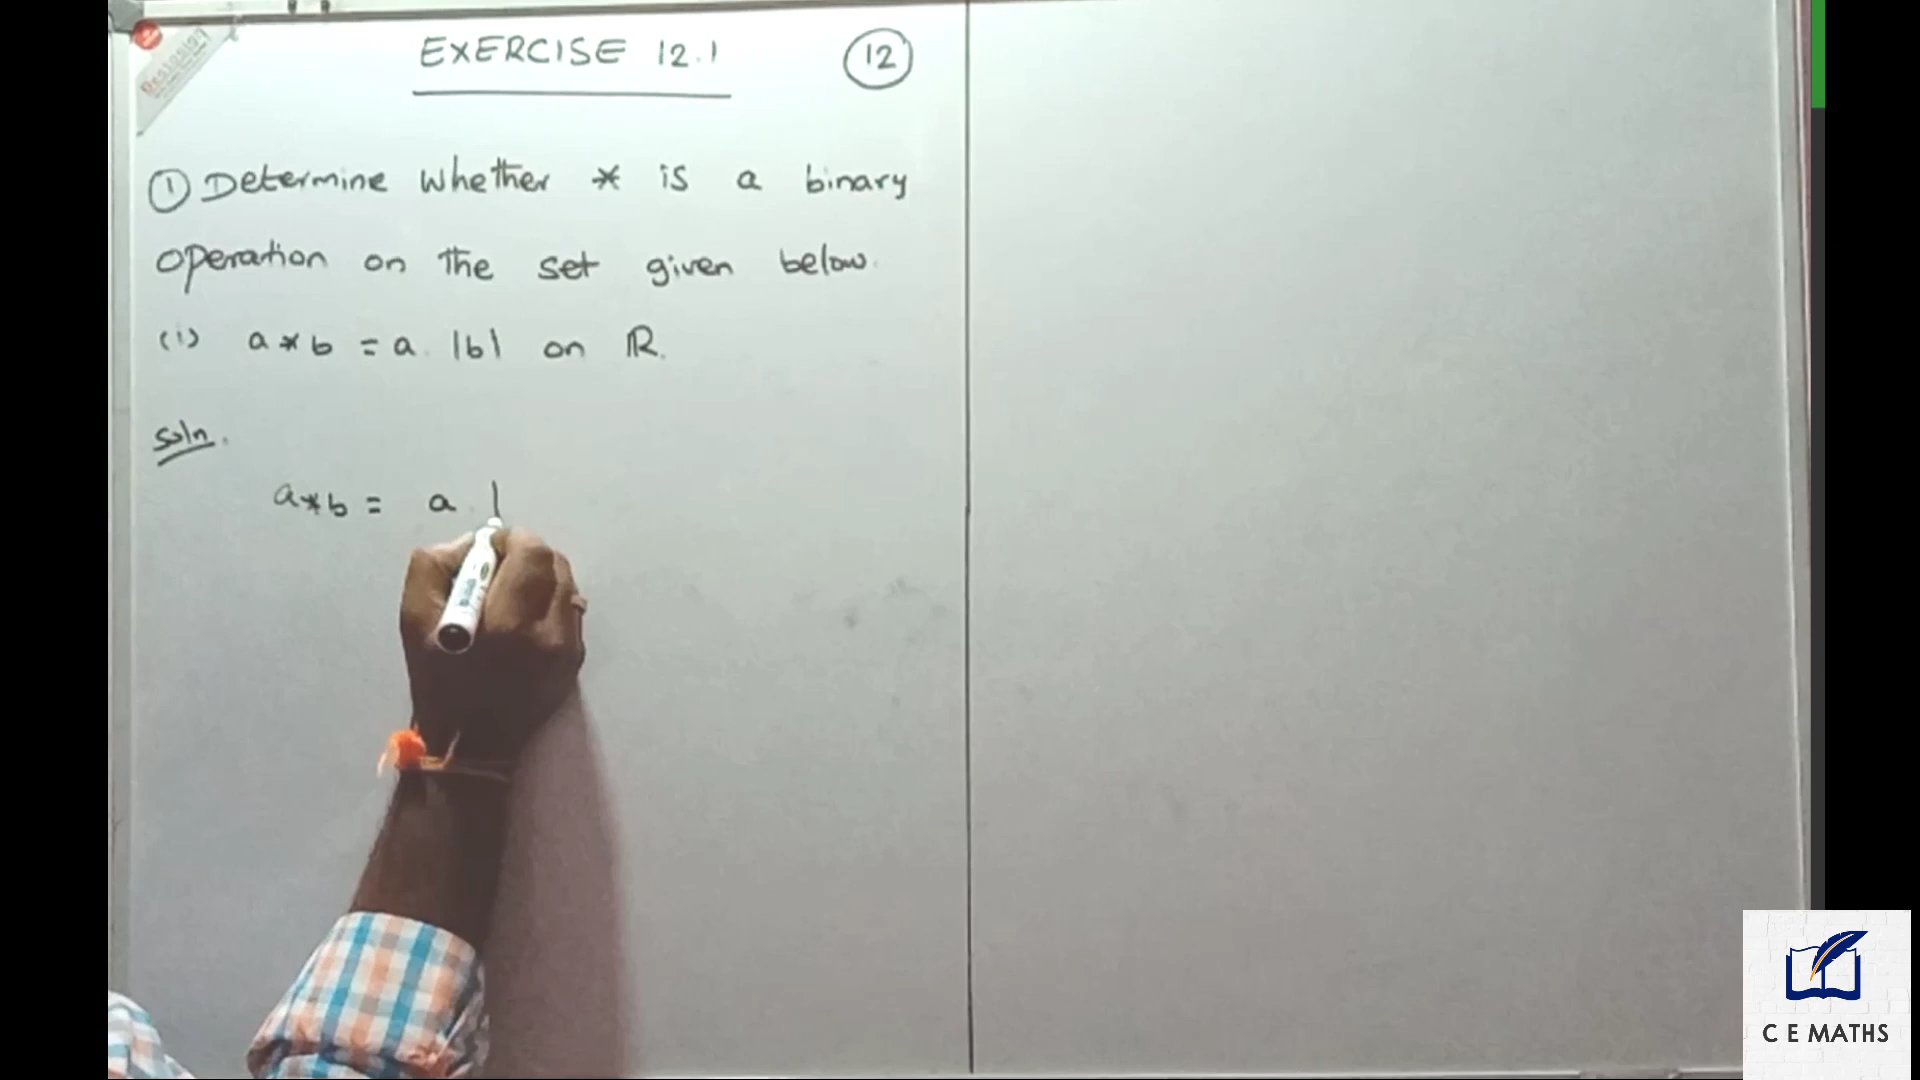 EXERCISE 12.1
12
① Determine whether * is a binary
operation on the set given below.
(i) a * b = a . |b| on ℝ.
Soln.
a * b = a . |
C E MATHS